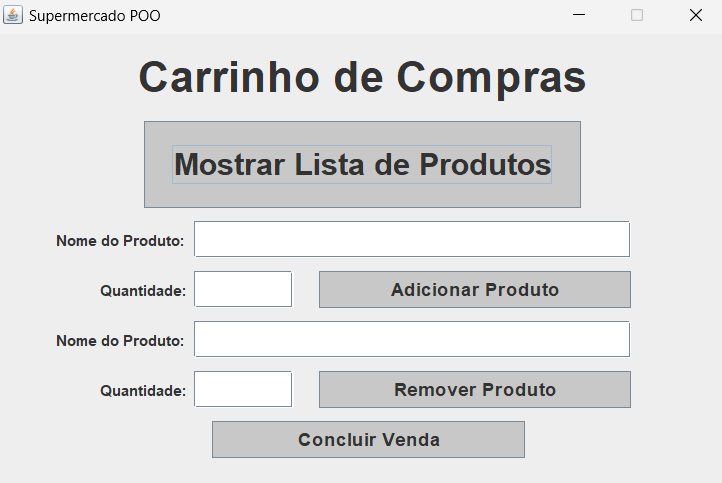 Supermercado POO
Carrinho de Compras
Mostrar Lista de Produtos
Nome do Produto:
Quantidade:
Adicionar Produto
Nome do Produto:
Quantidade:
Remover Produto
Concluir Venda